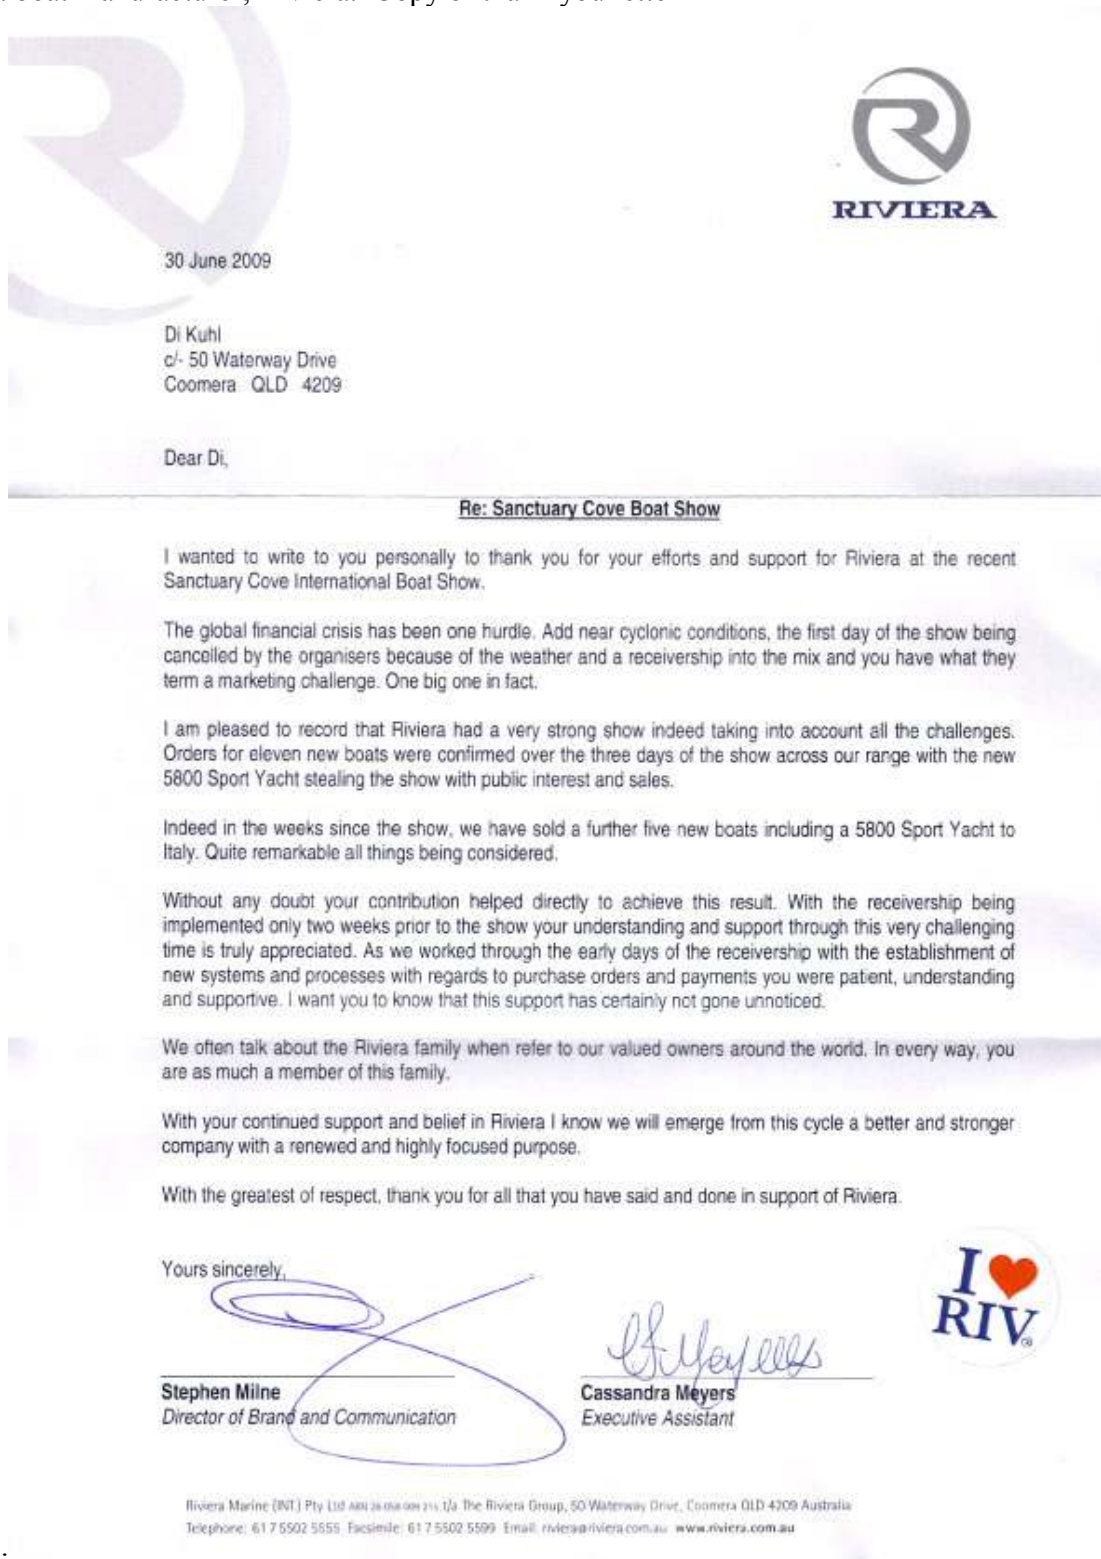 RIVIERA
30 June 2009
Di Kuhl
c/- 50 Waterway Drive
Coomera QLD 4209
Dear Di,
Re: Sanctuary Cove Boat Show
I wanted to write to you personally to thank you for your efforts and support for Riviera at the recent
Sanctuary Cove International Boat Show.
The global financial crisis has been one hurdle. Add near cyclonic conditions, the first day of the show being
cancelled by the organisers because of the weather and a receivership into the mix and you have what they
term a marketing challenge. One big one in fact.
I am pleased to record that Riviera had a very strong show indeed taking into account all the challenges.
Orders for eleven new boats were confirmed over the three days of the show across our range with the new
5800 Sport Yacht stealing the show with public interest and sales.
Indeed in the weeks since the show, we have sold a further five new boats including a 5800 Sport Yacht to
Italy. Quite remarkable all things being considered.
Without any doubt your contribution helped directly to achieve this result. With the receivership being
implemented only two weeks prior to the show your understanding and support through this very challenging
time is truly appreciated. As we worked through the early days of the receivership with the establishment of
new systems and processes with regards to purchase orders and payments you were patient, understanding
and supportive. I want you to know that this support has certainly not gone unnoticed.
We often talk about the Riviera family when refer to our valued owners around the world. In every way, you
are as much a member of this family.
With your continued support and belief in Riviera I know we will emerge from this cycle a better and stronger
company with a renewed and highly focused purpose.
With the greatest of respect, thank you for all that you have said and done in support of Riviera.
Yours sincerely,
I ♥
RIV
Stephen Milne
Director of Brand and Communication
Cassandra Meyers
Executive Assistant
Riviera Marine (INT.) Pty Ltd t/a The Riviera Group, 50 Waterway Drive, Coomera QLD 4209 Australia
Telephone: 61 7 5502 5555 Facsimile: 61 7 5502 5599 Email: riviera@riviera.com.au www.riviera.com.au